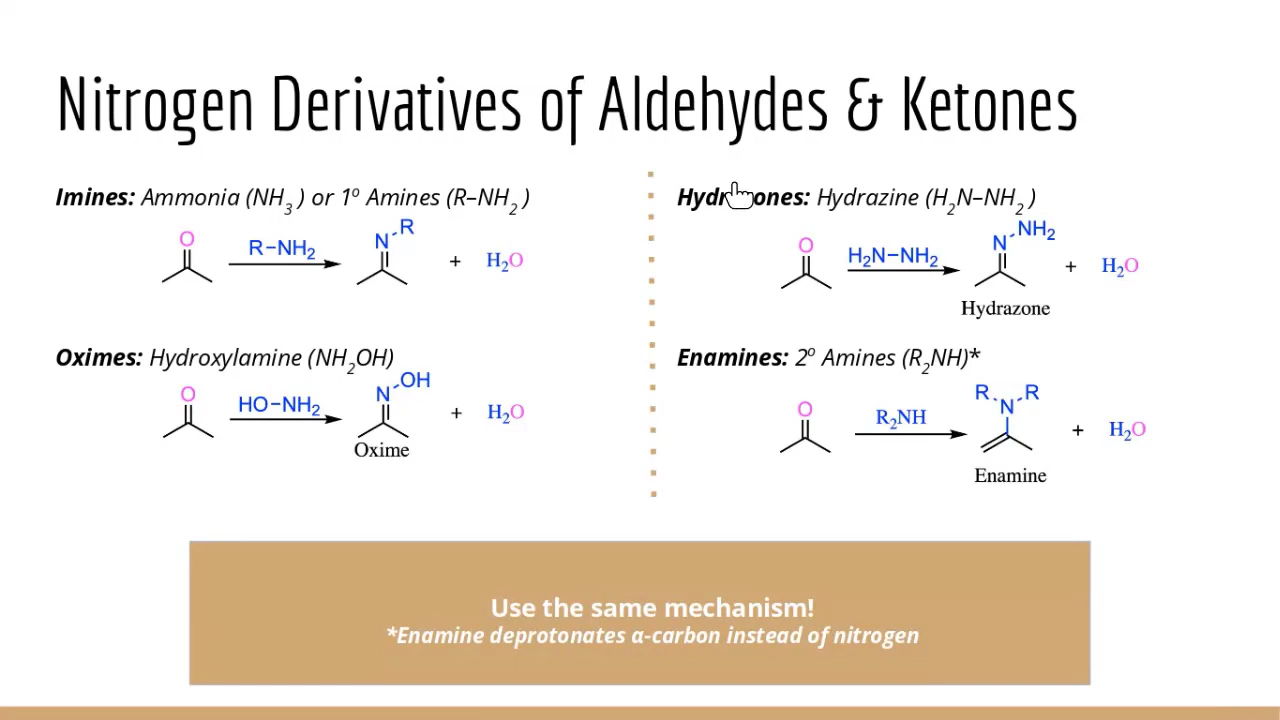 Nitrogen Derivatives of Aldehydes & Ketones
Imines: Ammonia (NH3 ) or 1º Amines (R–NH2 )
O
R–NH2
N
R
+
H2O
Oximes: Hydroxylamine (NH2OH)
O
HO–NH2
N
OH
+
H2O
Oxime
Hydrazones: Hydrazine (H2N–NH2 )
O
H2N–NH2
N
NH2
+
H2O
Hydrazone
Enamines: 2º Amines (R2NH)*
O
R2NH
R
R
N
+
H2O
Enamine
Use the same mechanism!
*Enamine deprotonates α-carbon instead of nitrogen